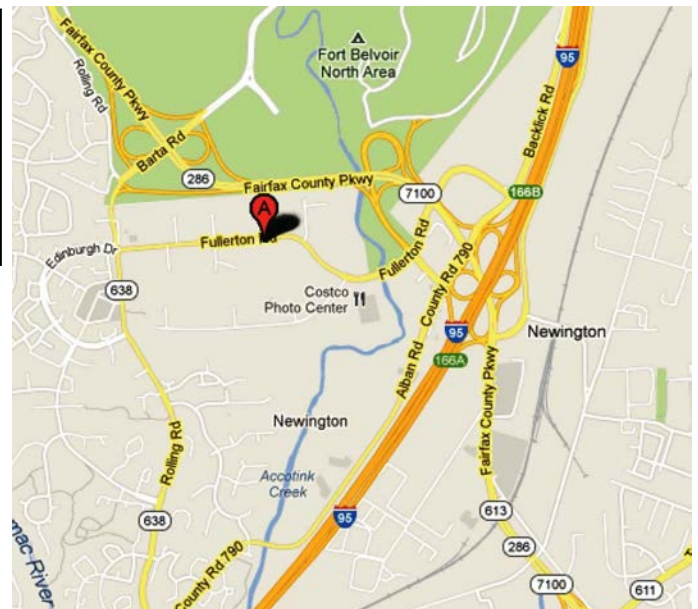 Fairfax County Pkwy
Rolling Rd
Fort Belvoir
North Area
95
Backlick Rd
Barta Rd
286
Fairfax County Pkwy
7100
166B
A
Fullerton Rd
Fullerton Rd
County Rd 790
Edinburgh Dr
638
Costco
Photo Center
95
Newington
Alban Rd
166A
Newington
Fairfax County Pkwy
Rolling Rd
Accotink
Creek
638
95
613
mac River
County Rd 790
286
7100
611